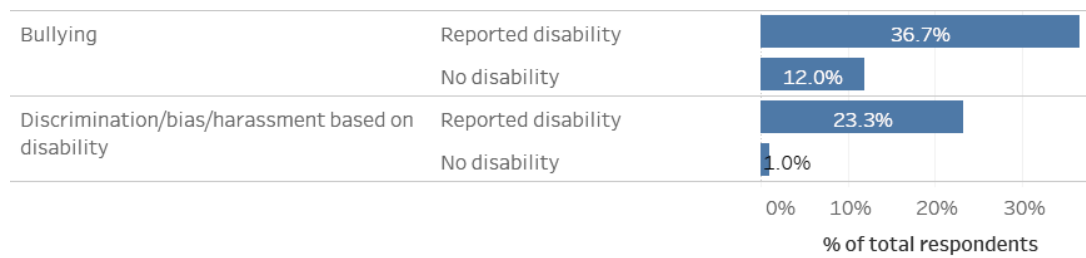 Bullying Reported disability 36.7%
No disability 12.0%
Discrimination/bias/harassment based on disability Reported disability 23.3%
No disability 1.0%
0% 10% 20% 30%
% of total respondents